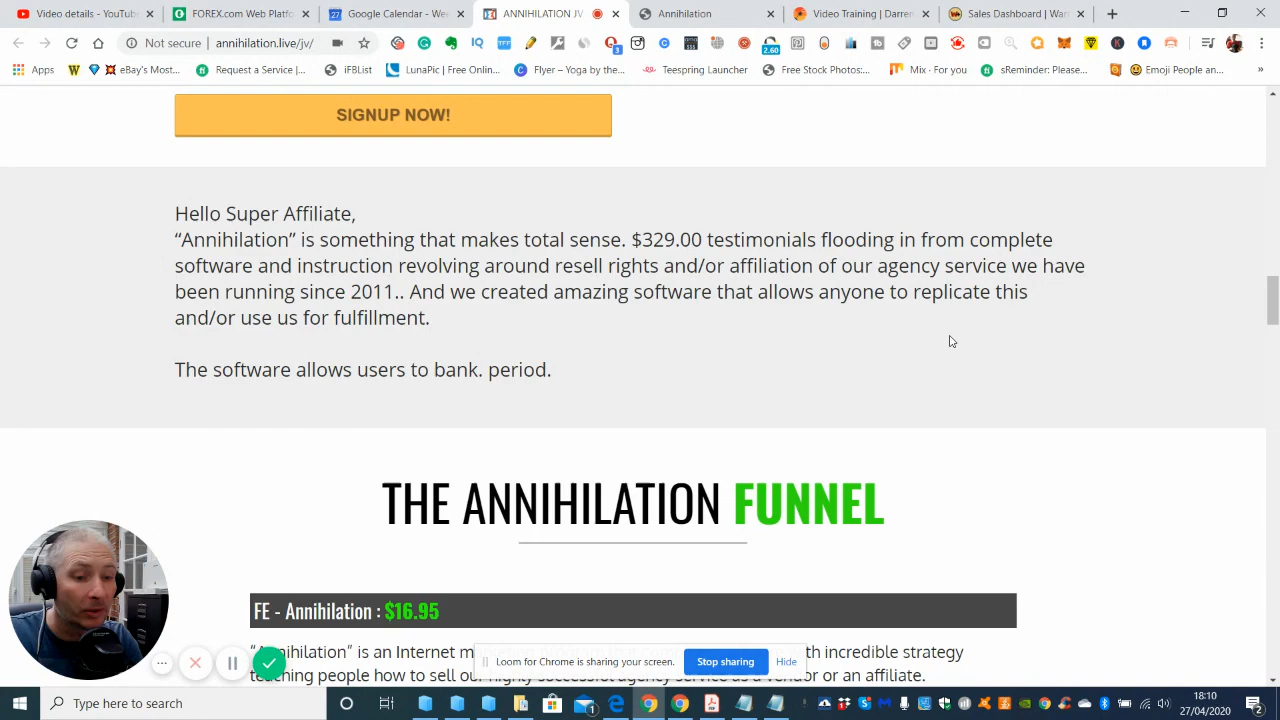 Video details - YouTu
FOREX.com Web Platfo
Google Calendar - We
ANNIHILATION JV
Annihilation
Video Training | Darre
Sales Dashboard | War
Not secure | annihilation.live/jv/
Apps
eBay's Most...
Request a Service |...
iFBList
LunaPic | Free Onlin...
Flyer – Yoga by the...
Teespring Launcher
Free Stock Photos:...
Mix · For you
sReminder: Please...
Emoji People an...
SIGNUP NOW!
Hello Super Affiliate,
“Annihilation” is something that makes total sense. $329.00 testimonials flooding in from complete
software and instruction revolving around resell rights and/or affiliation of our agency service we have
been running since 2011.. And we created amazing software that allows anyone to replicate this
and/or use us for fulfillment.
The software allows users to bank. period.
THE ANNIHILATION FUNNEL
FE - Annihilation : $16.95
is an Internet
th incredible strategy
teaching people how to sell
agency service as a vendor or an affiliate.
Loom for Chrome is sharing your screen.
Stop sharing
Hide
Type here to search
18:10
27/04/2020